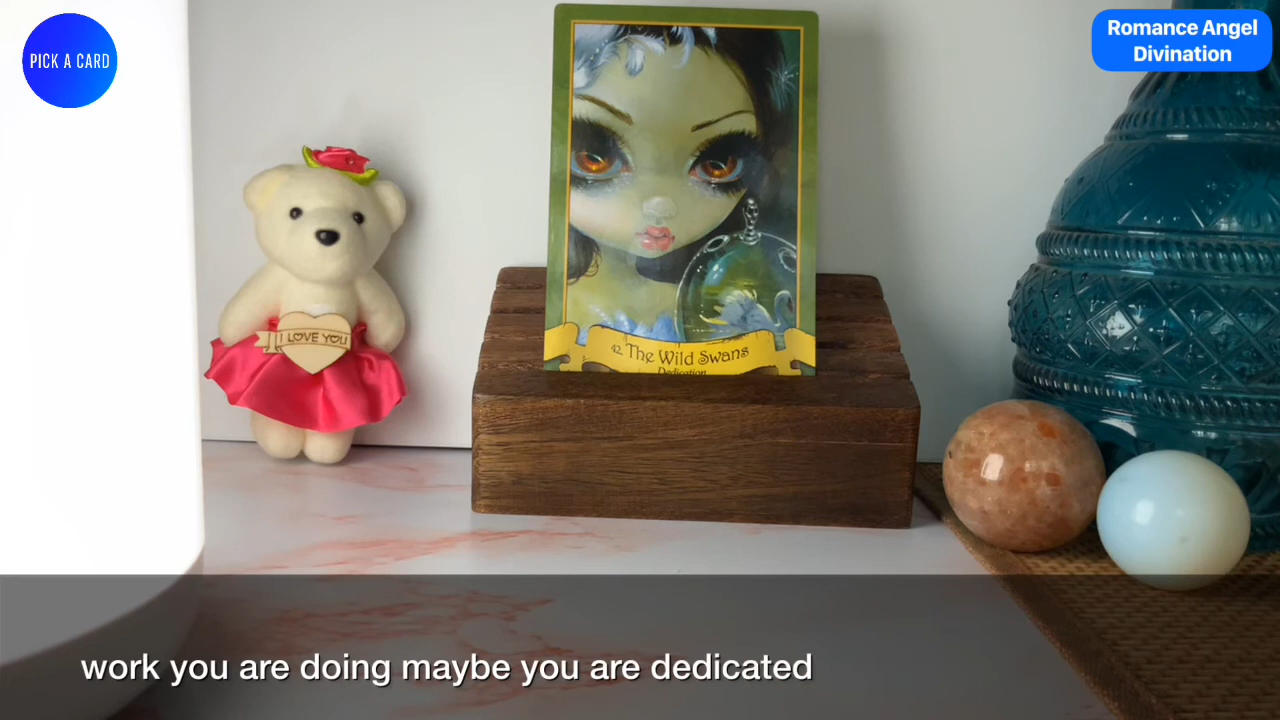 PICK A CARD
Romance Angel
Divination
I LOVE YOU
42 The Wild Swans
Dedication
work you are doing maybe you are dedicated